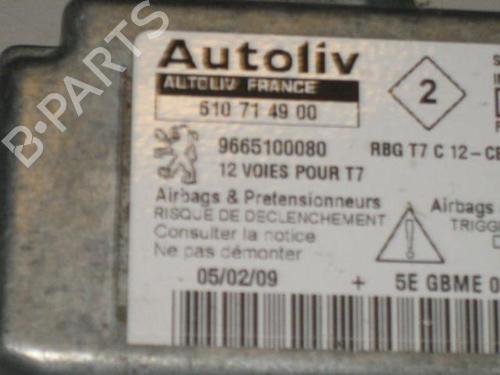 Autoliv
AUTOLIV FRANCE
610 71 49 00
2
9665100080
RBG T7 C 12-
12 VOIES POUR T7
Airbags & Pretensionneurs
RISQUE DE DECLENCHEMENT
Consulter la notice
Ne pas démonter
Airbags
05/02/09
+
5E GBME
B-PARTS